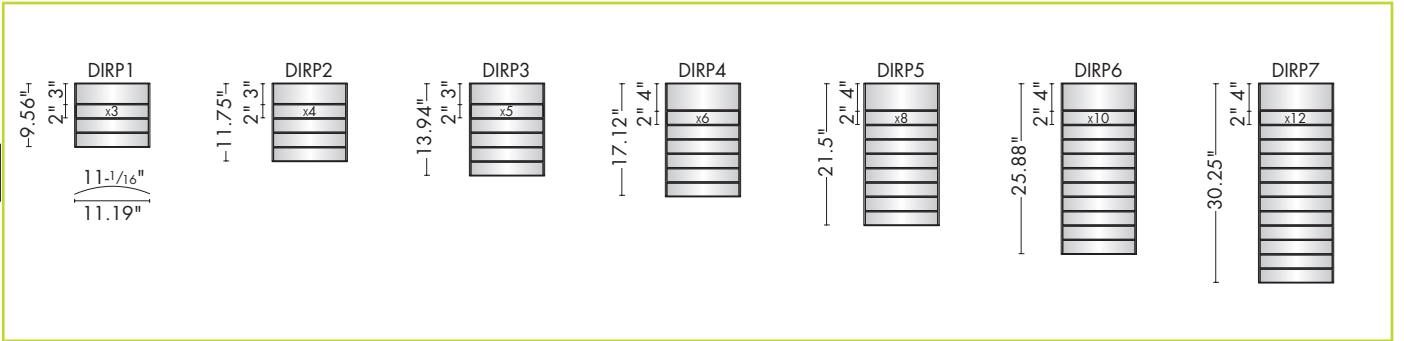 DIRP1
9.56"
2" 3"
x3
11-1/16"
11.19"
DIRP2
11.75"
2" 3"
x4
DIRP3
13.94"
2" 3"
x5
DIRP4
17.12"
2" 4"
x6
DIRP5
21.5"
2" 4"
x8
DIRP6
25.88"
2" 4"
x10
DIRP7
30.25"
2" 4"
x12